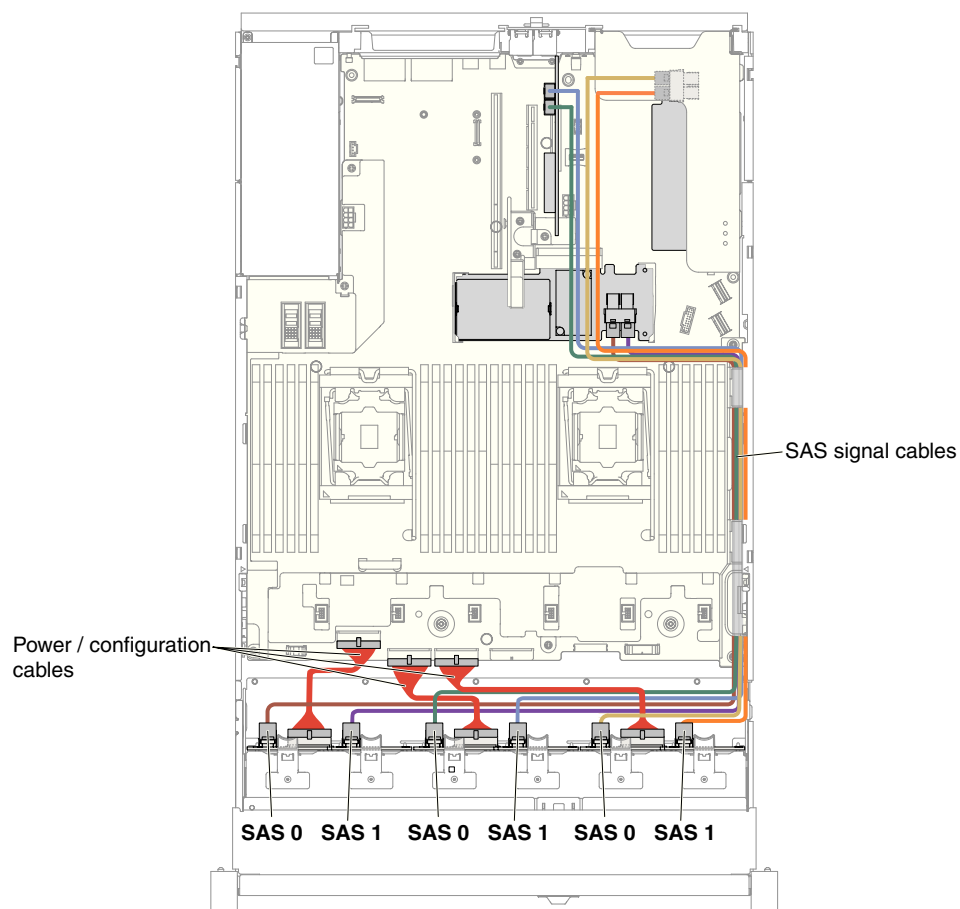 SAS signal cables
Power / configuration
cables
SAS 0 SAS 1 SAS 0 SAS 1 SAS 0 SAS 1